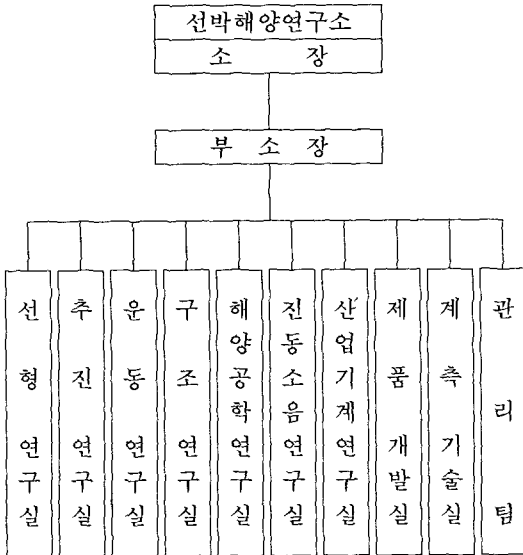 선박해양연구소
소 장
부 소 장
선형연구실
추진연구실
운동연구실
구조연구실
해양공학연구실
진동소음연구실
산업기계연구실
제품개발실
계측기술실
관리팀